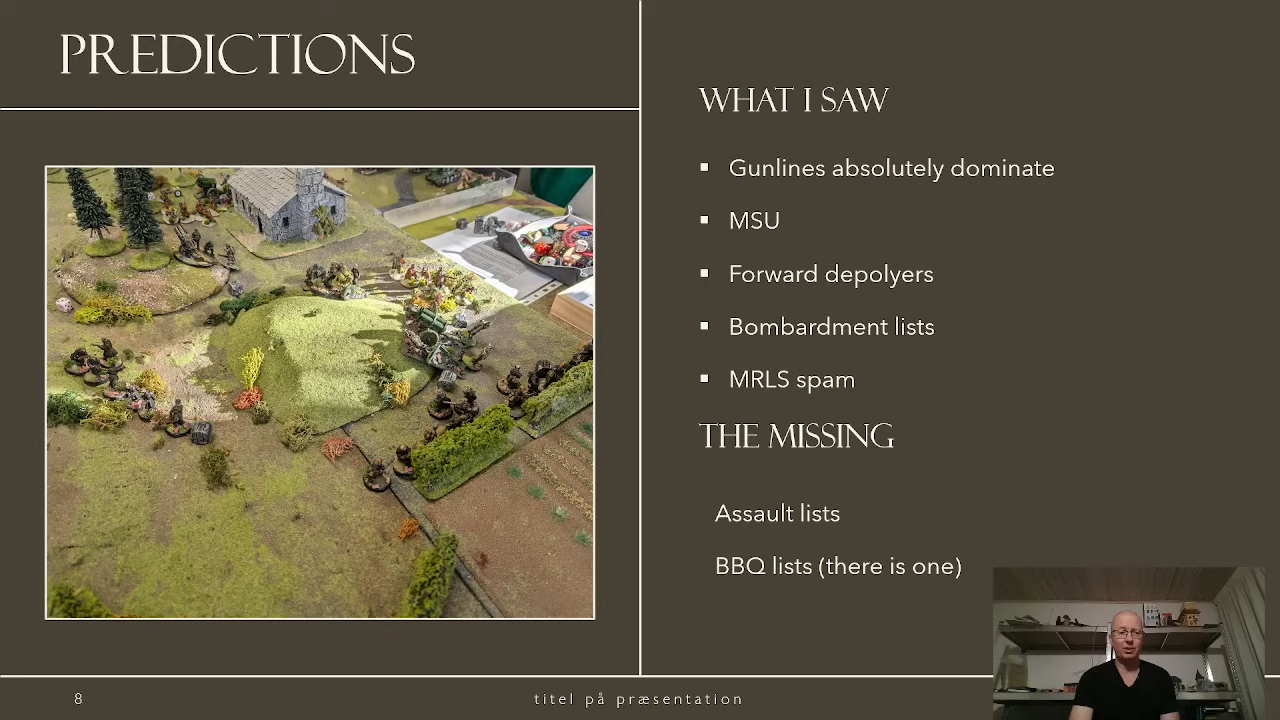 PREDICTIONS
WHAT I SAW
Gunlines absolutely dominate
MSU
Forward depolyers
Bombardment lists
MRLS spam
THE MISSING
Assault lists
BBQ lists (there is one)
8
titel på præsentation